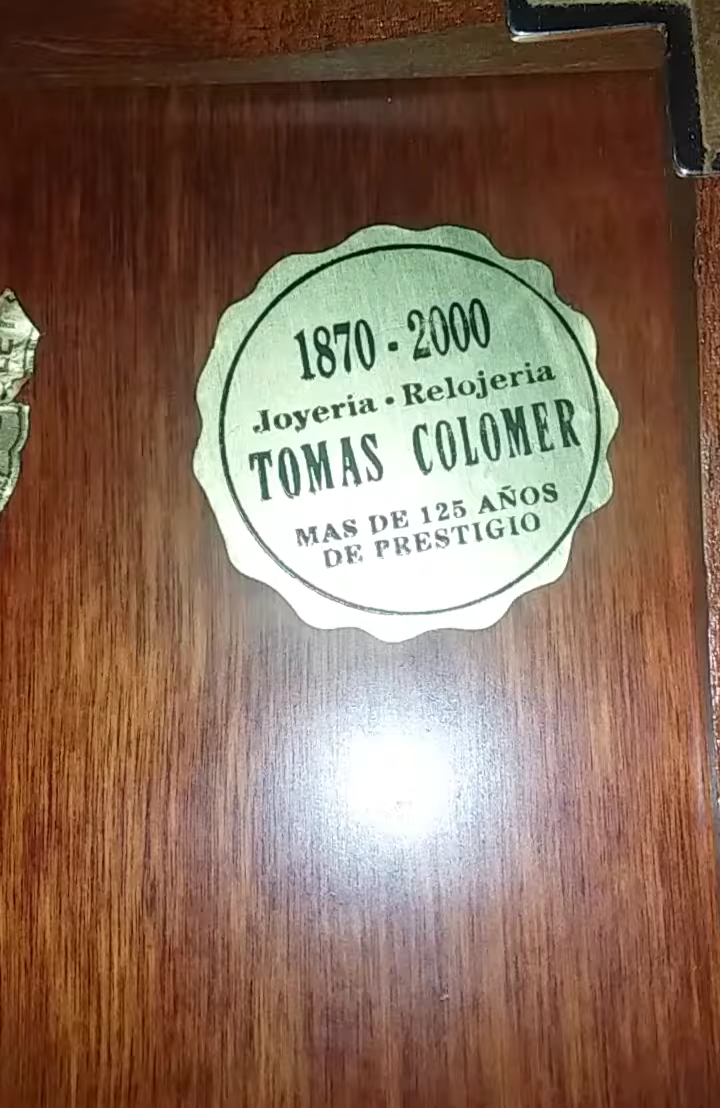 1870 - 2000
Joyeria • Relojeria
TOMAS COLOMER
MAS DE 125 AÑOS
DE PRESTIGIO